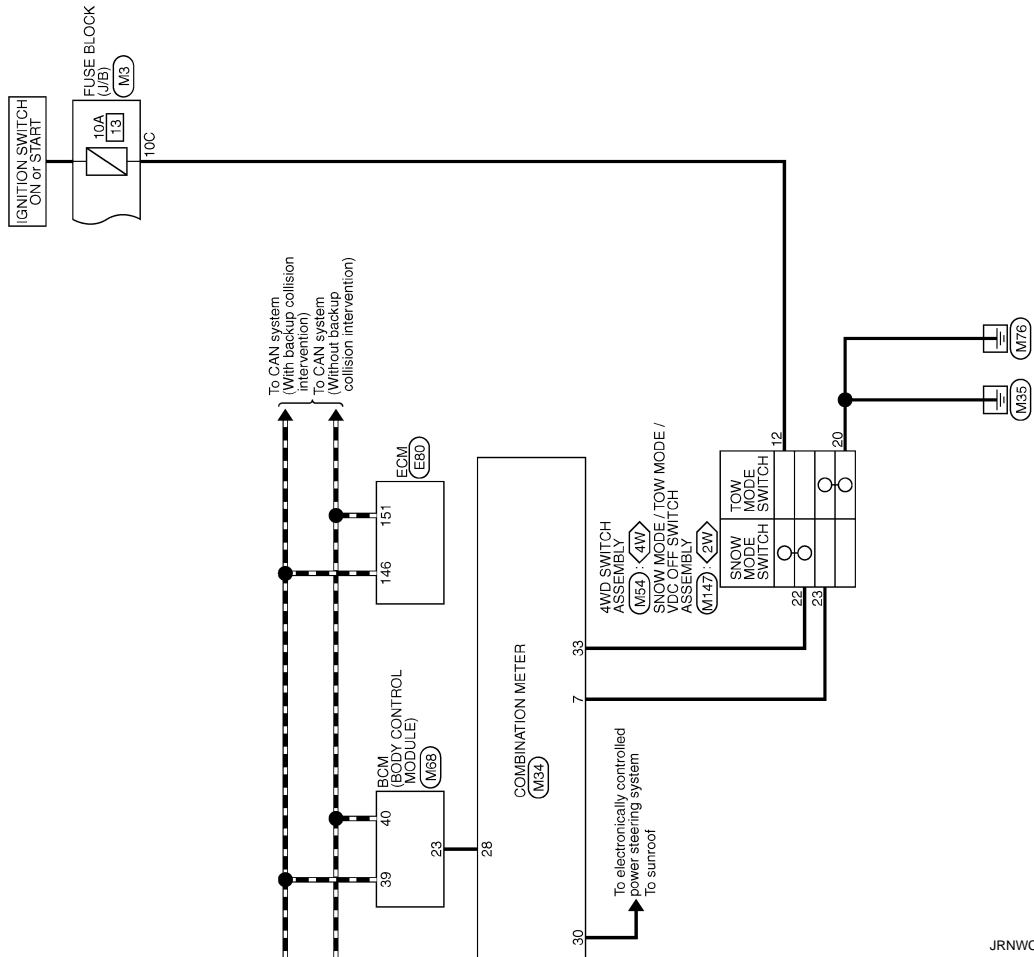 IGNITION SWITCH
ON or START
FUSE BLOCK
(J/B)
M3
10A
13
10C
To CAN system
(With backup collision
intervention)
To CAN system
(Without backup
collision intervention)
ECM
E80
151
146
BCM
(BODY CONTROL
MODULE)
M68
40
39
23
28
COMBINATION METER
M34
33
7
30
To electronically controlled
power steering system
To sunroof
4WD SWITCH
ASSEMBLY
M54 : 4W
SNOW MODE / TOW MODE /
VDC OFF SWITCH
ASSEMBLY
M147 : 2W
SNOW
MODE
SWITCH
TOW
MODE
SWITCH
12
20
22
23
M35
M76
JRNWC